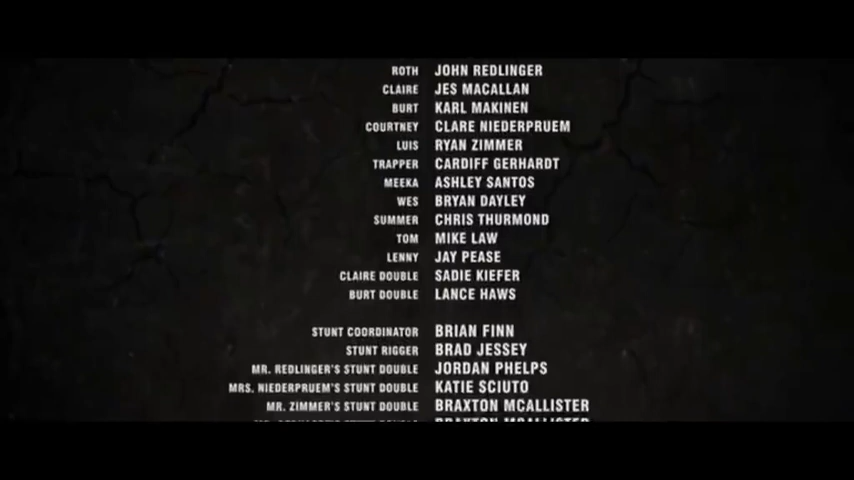 ROTH JOHN REDLINGER
CLAIRE JES MACALLAN
BURT KARL MAKINEN
COURTNEY CLARE NIEDERPRUEM
LUIS RYAN ZIMMER
TRAPPER CARDIFF GERHARDT
MEEKA ASHLEY SANTOS
WES BRYAN DAYLEY
SUMMER CHRIS THURMOND
TOM MIKE LAW
LENNY JAY PEASE
CLAIRE DOUBLE SADIE KIEFER
BURT DOUBLE LANCE HAWS
STUNT COORDINATOR BRIAN FINN
STUNT RIGGER BRAD JESSEY
MR. REDLINGER'S STUNT DOUBLE JORDAN PHELPS
MRS. NIEDERPRUEM'S STUNT DOUBLE KATIE SCIUTO
MR. ZIMMER'S STUNT DOUBLE BRAXTON MCALLISTER